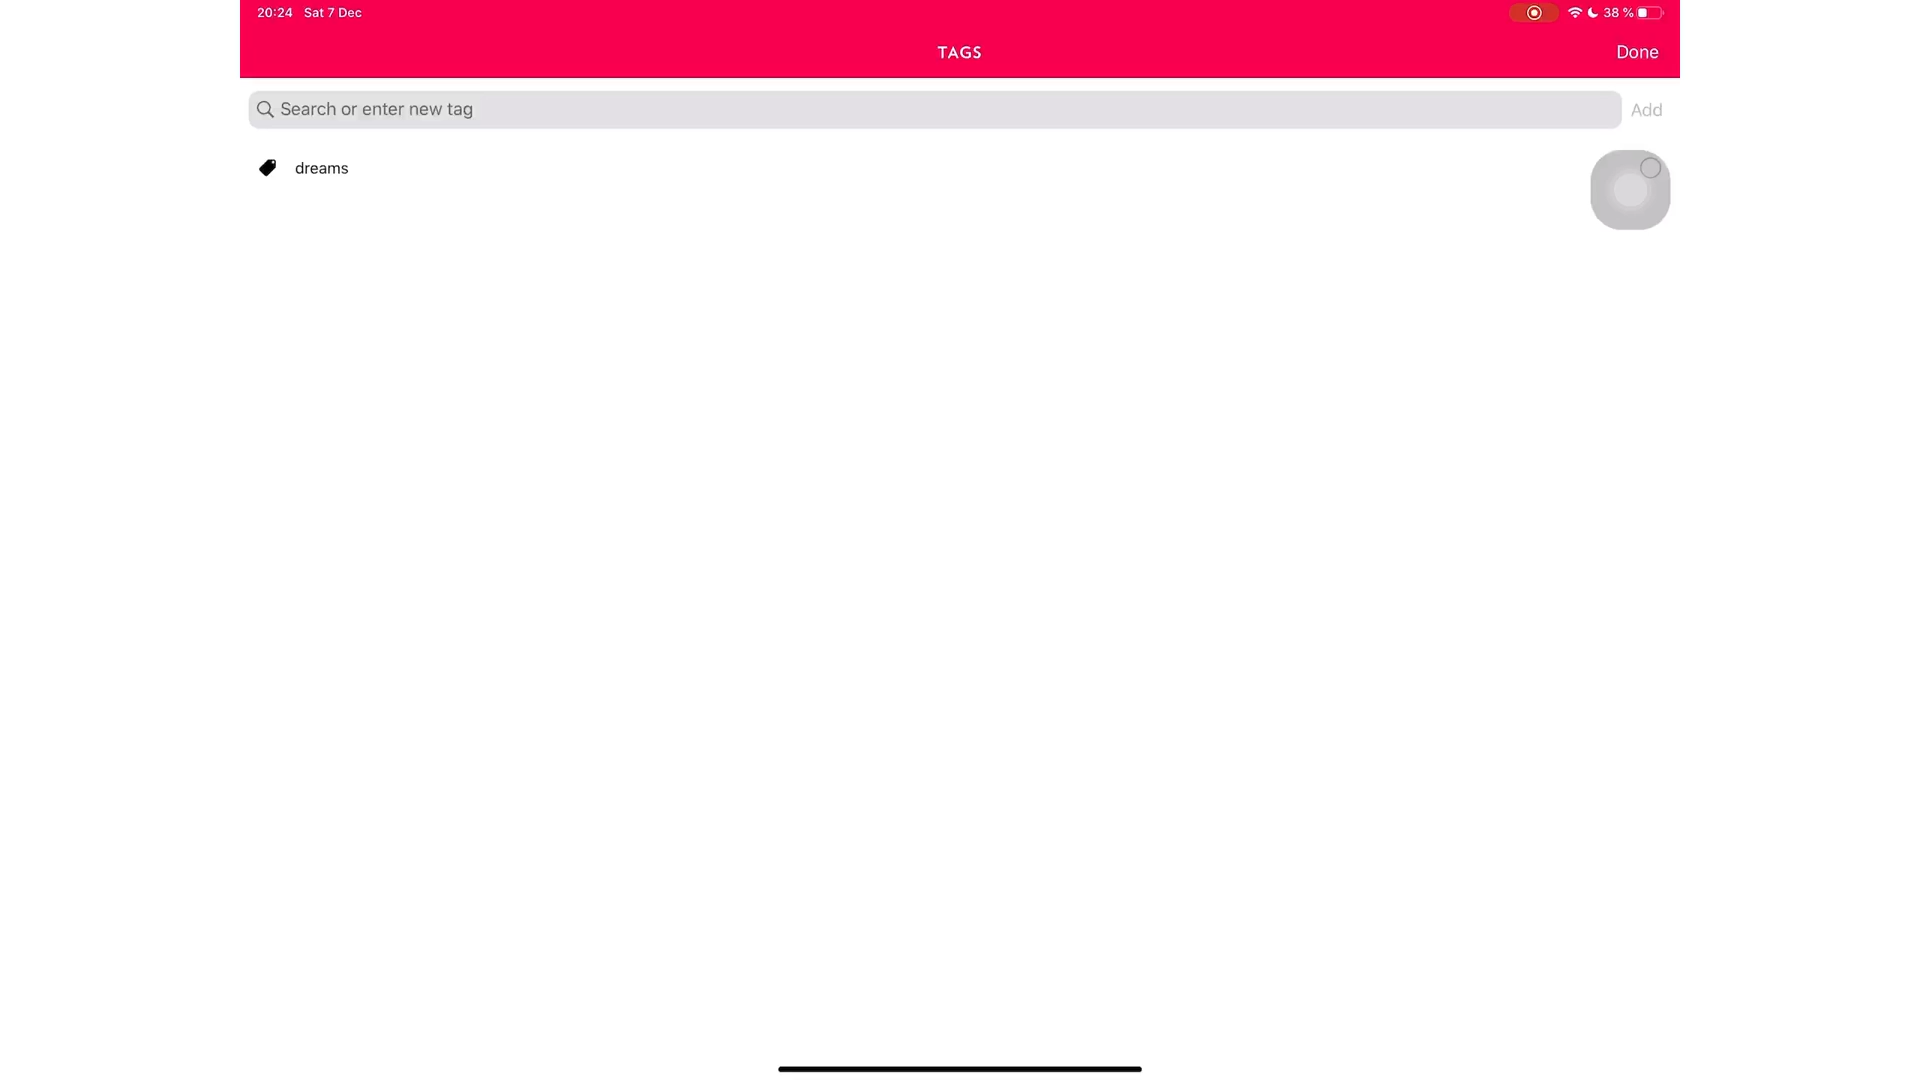 20:24 Sat 7 Dec
38 %
TAGS
Done
Search or enter new tag
Add
dreams